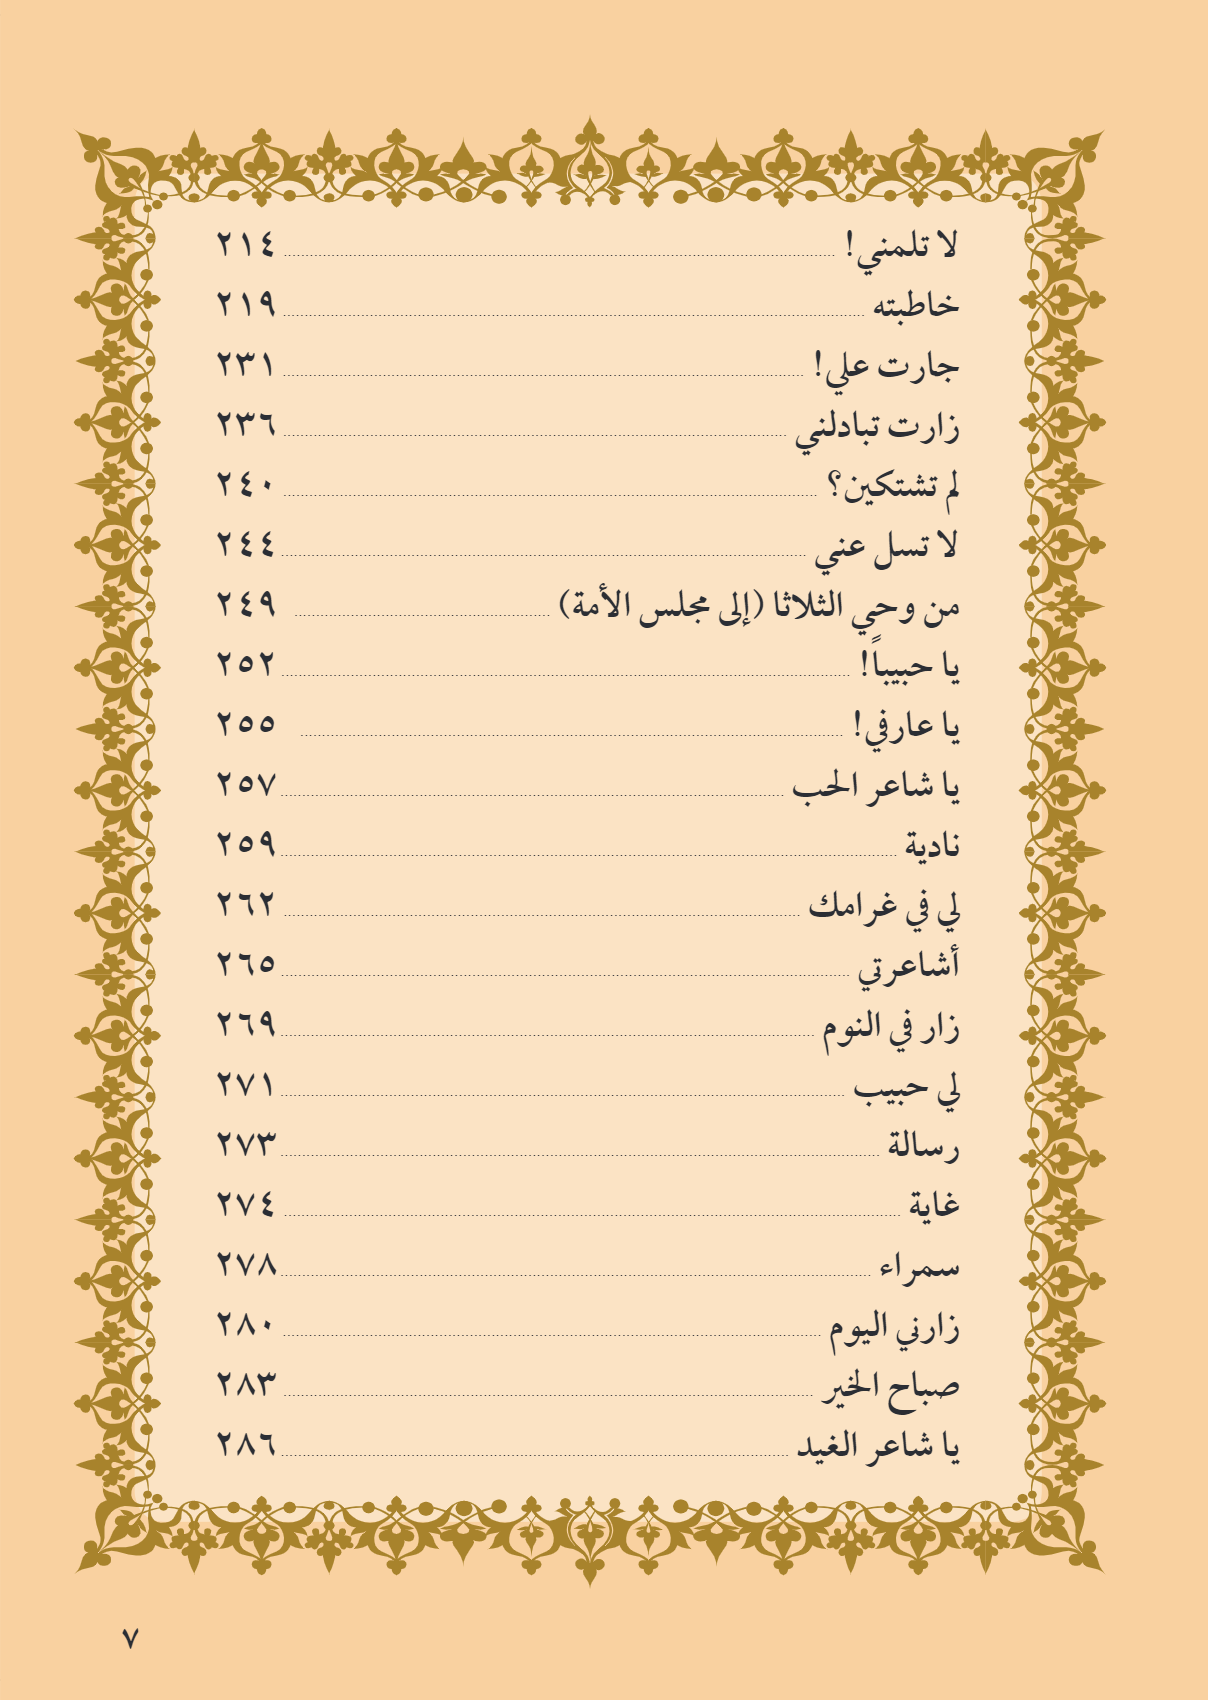 لا تلمني! ٢١٤
خاطبته ٢١٩
جارت علي! ٢٣١
زارت تبادلني ٢٣٦
لم تشتكين؟ ٢٤٠
لا تسل عني ٢٤٤
من وحي الثلاثا (إلى مجلس الأمة) ٢٤٩
يا حبيباً! ٢٥٢
يا عارفي! ٢٥٥
يا شاعر الحب ٢٥٧
نادية ٢٥٩
لي في غرامك ٢٦٢
أشاعرتي ٢٦٥
زار في النوم ٢٦٩
لي حبيب ٢٧١
رسالة ٢٧٣
غاية ٢٧٤
سمراء ٢٧٨
زارني اليوم ٢٨٠
صباح الخير ٢٨٣
يا شاعر الغيد ٢٨٦
٧